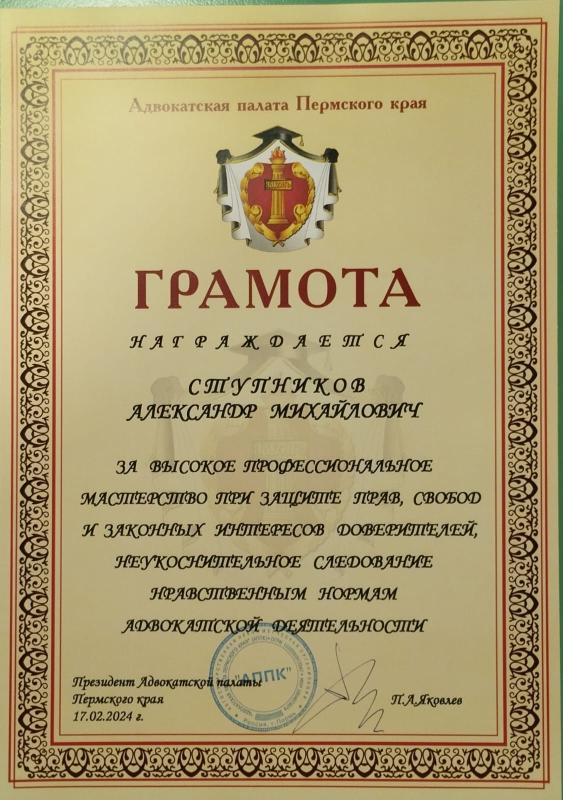 Адвокатская палата Пермского края
ГРАМОТА
НАГРАЖДАЕТСЯ
СТУПНИКОВ
АЛЕКСАНДР МИХАЙЛОВИЧ
ЗА ВЫСОКОЕ ПРОФЕССИОНАЛЬНОЕ
МАСТЕРСТВО ПРИ ЗАЩИТЕ ПРАВ, СВОБОД
И ЗАКОННЫХ ИНТЕРЕСОВ ДОВЕРИТЕЛЕЙ,
НЕУКОСНИТЕЛЬНОЕ СЛЕДОВАНИЕ
НРАВСТВЕННЫМ НОРМАМ
АДВОКАТСКОЙ ДЕЯТЕЛЬНОСТИ
"АППК"
Президент Адвокатской палаты
Пермского края П.А.Яковлев
17.02.2024 г.